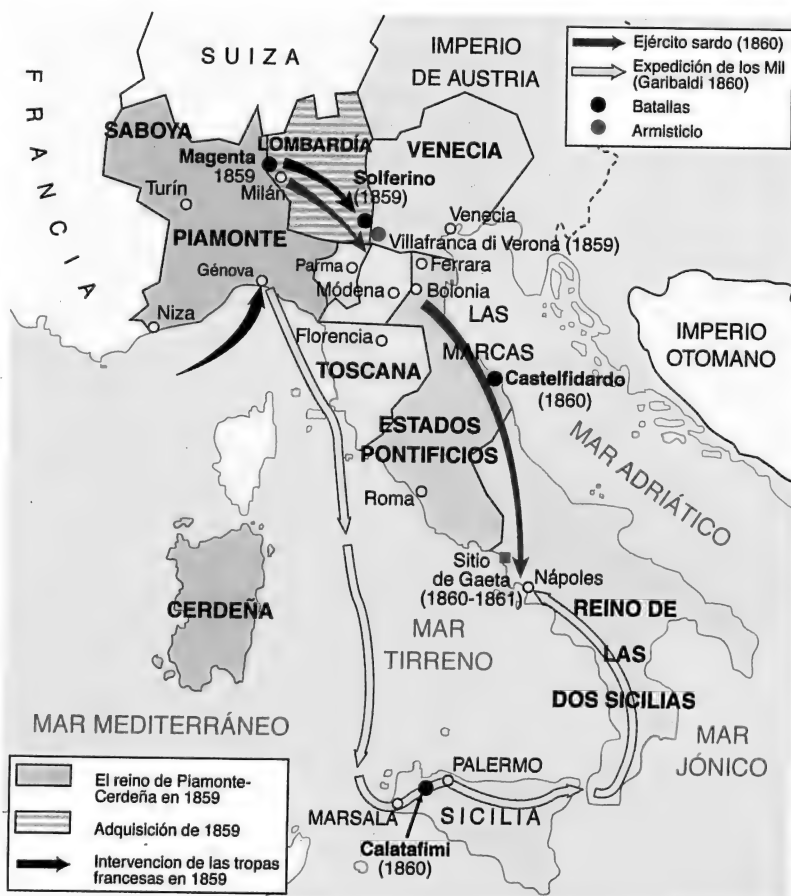 SUIZA
IMPERIO
DE AUSTRIA
Ejército sardo (1860)
Expedición de los Mil
(Garibaldi 1860)
Batallas
Armisticio
FRANCIA
SABOYA
Magenta
1859
LOMBARDÍA
VENECIA
Turín
Milán
Solferino
(1859)
Venecia
PIAMONTE
Villafranca di Verona (1859)
Génova
Parma
Ferrara
Módena
Bolonia
Niza
LAS
MARCAS
Florencia
TOSCANA
IMPERIO
OTOMANO
Castelfidardo
(1860)
ESTADOS
PONTIFICIOS
MAR ADRIÁTICO
Roma
Sitio
de Gaeta
(1860-1861)
Nápoles
CERDEÑA
MAR
TIRRENO
REINO DE
LAS
DOS SICILIAS
MAR MEDITERRÁNEO
MAR
JÓNICO
PALERMO
MARSALA
SICILIA
Calatafimi
(1860)
El reino de Piamonte-
Cerdeña en 1859
Adquisición de 1859
Intervencion de las tropas
francesas en 1859